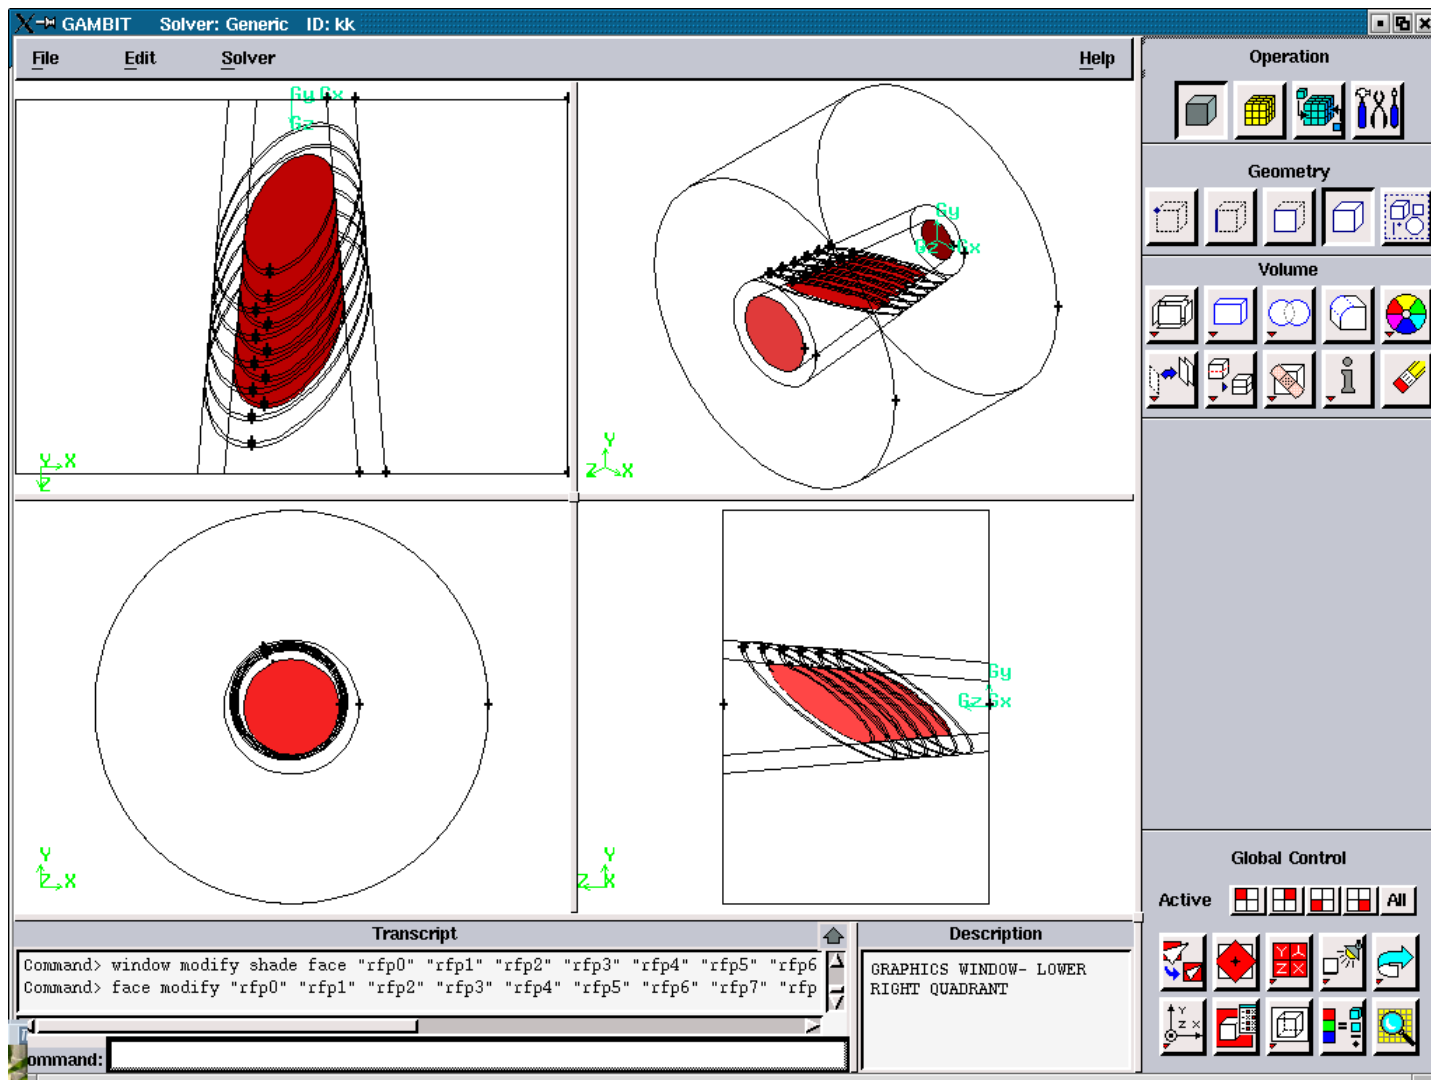 GAMBIT Solver: Generic ID: kk
File Edit Solver Help
Operation
Geometry
Volume
Gy Gx
Gz
Y X
Z
Gy
Gz Gx
Y
Z X
Y
Z X
Gy
Gz Gx
Y
Z X
Global Control
Active All
Y X
Z X
Y
Z X
Transcript
Command> window modify shade face "rfp0" "rfp1" "rfp2" "rfp3" "rfp4" "rfp5" "rfp6
Command> face modify "rfp0" "rfp1" "rfp2" "rfp3" "rfp4" "rfp5" "rfp6" "rfp7" "rfp
ommand:
Description
GRAPHICS WINDOW- LOWER
RIGHT QUADRANT